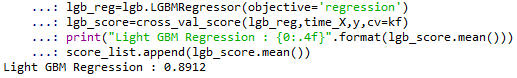 ...: lgb_reg=lgb.LGBMRegressor(objective='regression')
...: lgb_score=cross_val_score(lgb_reg,time_X,y,cv=kf)
...: print("Light GBM Regression : {0:.4f}".format(lgb_score.mean()))
...: score_list.append(lgb_score.mean())
Light GBM Regression : 0.8912